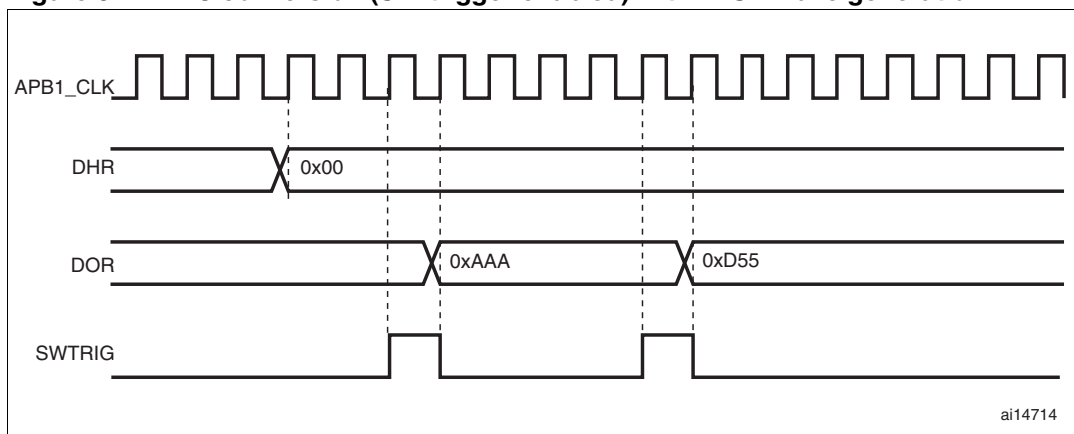 APB1_CLK
DHR
0x00
DOR
0xAAA
0xD55
SWTRIG
ai14714